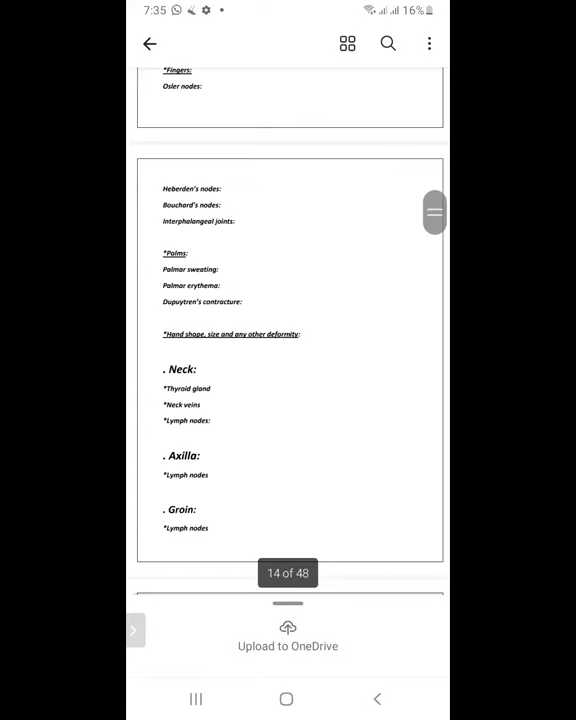 7:35
16%
*Fingers:
Osler nodes:
Heberden's nodes:
Bouchard's nodes:
Interphalangeal joints:
*Palms:
Palmar sweating:
Palmar erythema:
Dupuytren's contracture:
*Hand shape, size and any other deformity:
. Neck:
*Thyroid gland
*Neck veins
*Lymph nodes:
. Axilla:
*Lymph nodes
. Groin:
*Lymph nodes
14 of 48
Upload to OneDrive